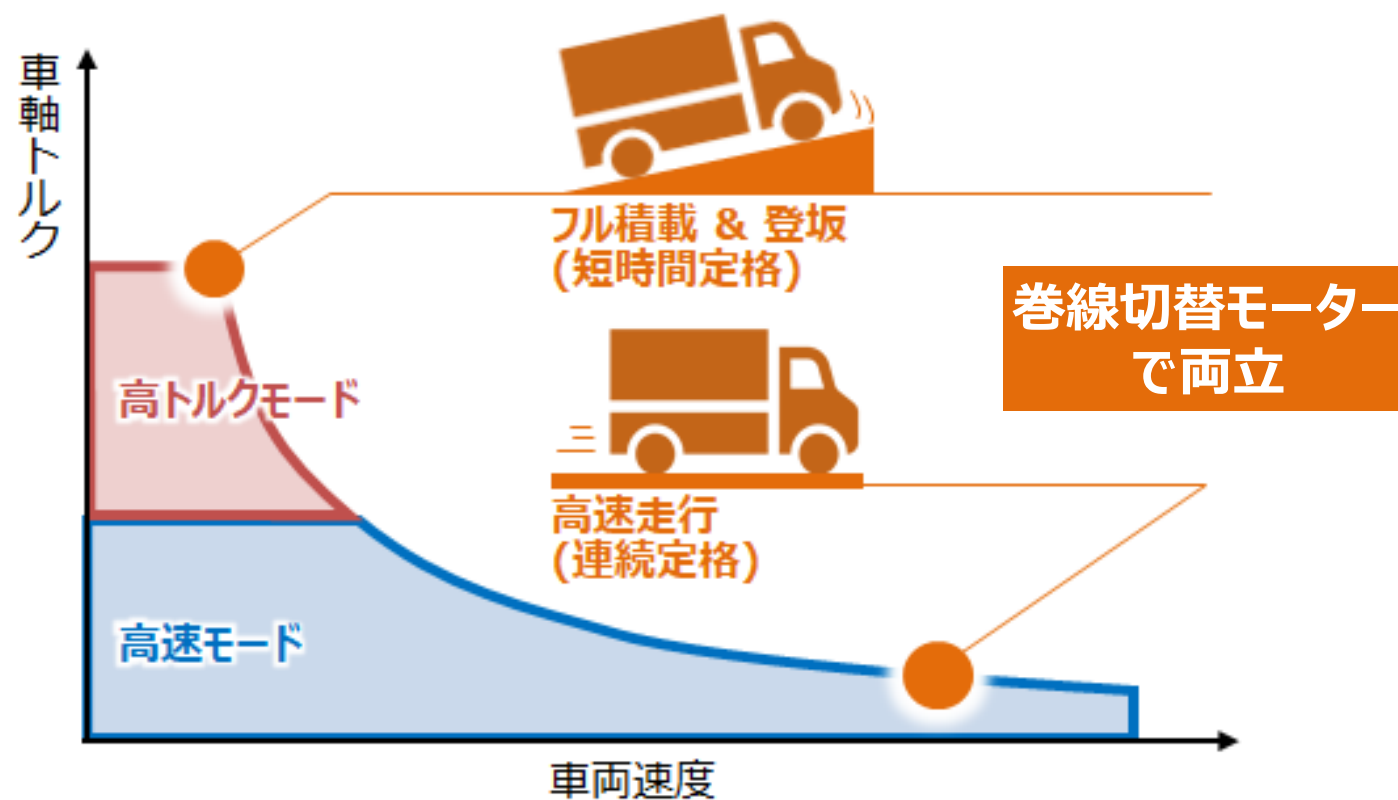 車軸トルク
フル積載 & 登坂
(短時間定格)
巻線切替モーター
で両立
高トルクモード
高速走行
(連続定格)
高速モード
車両速度